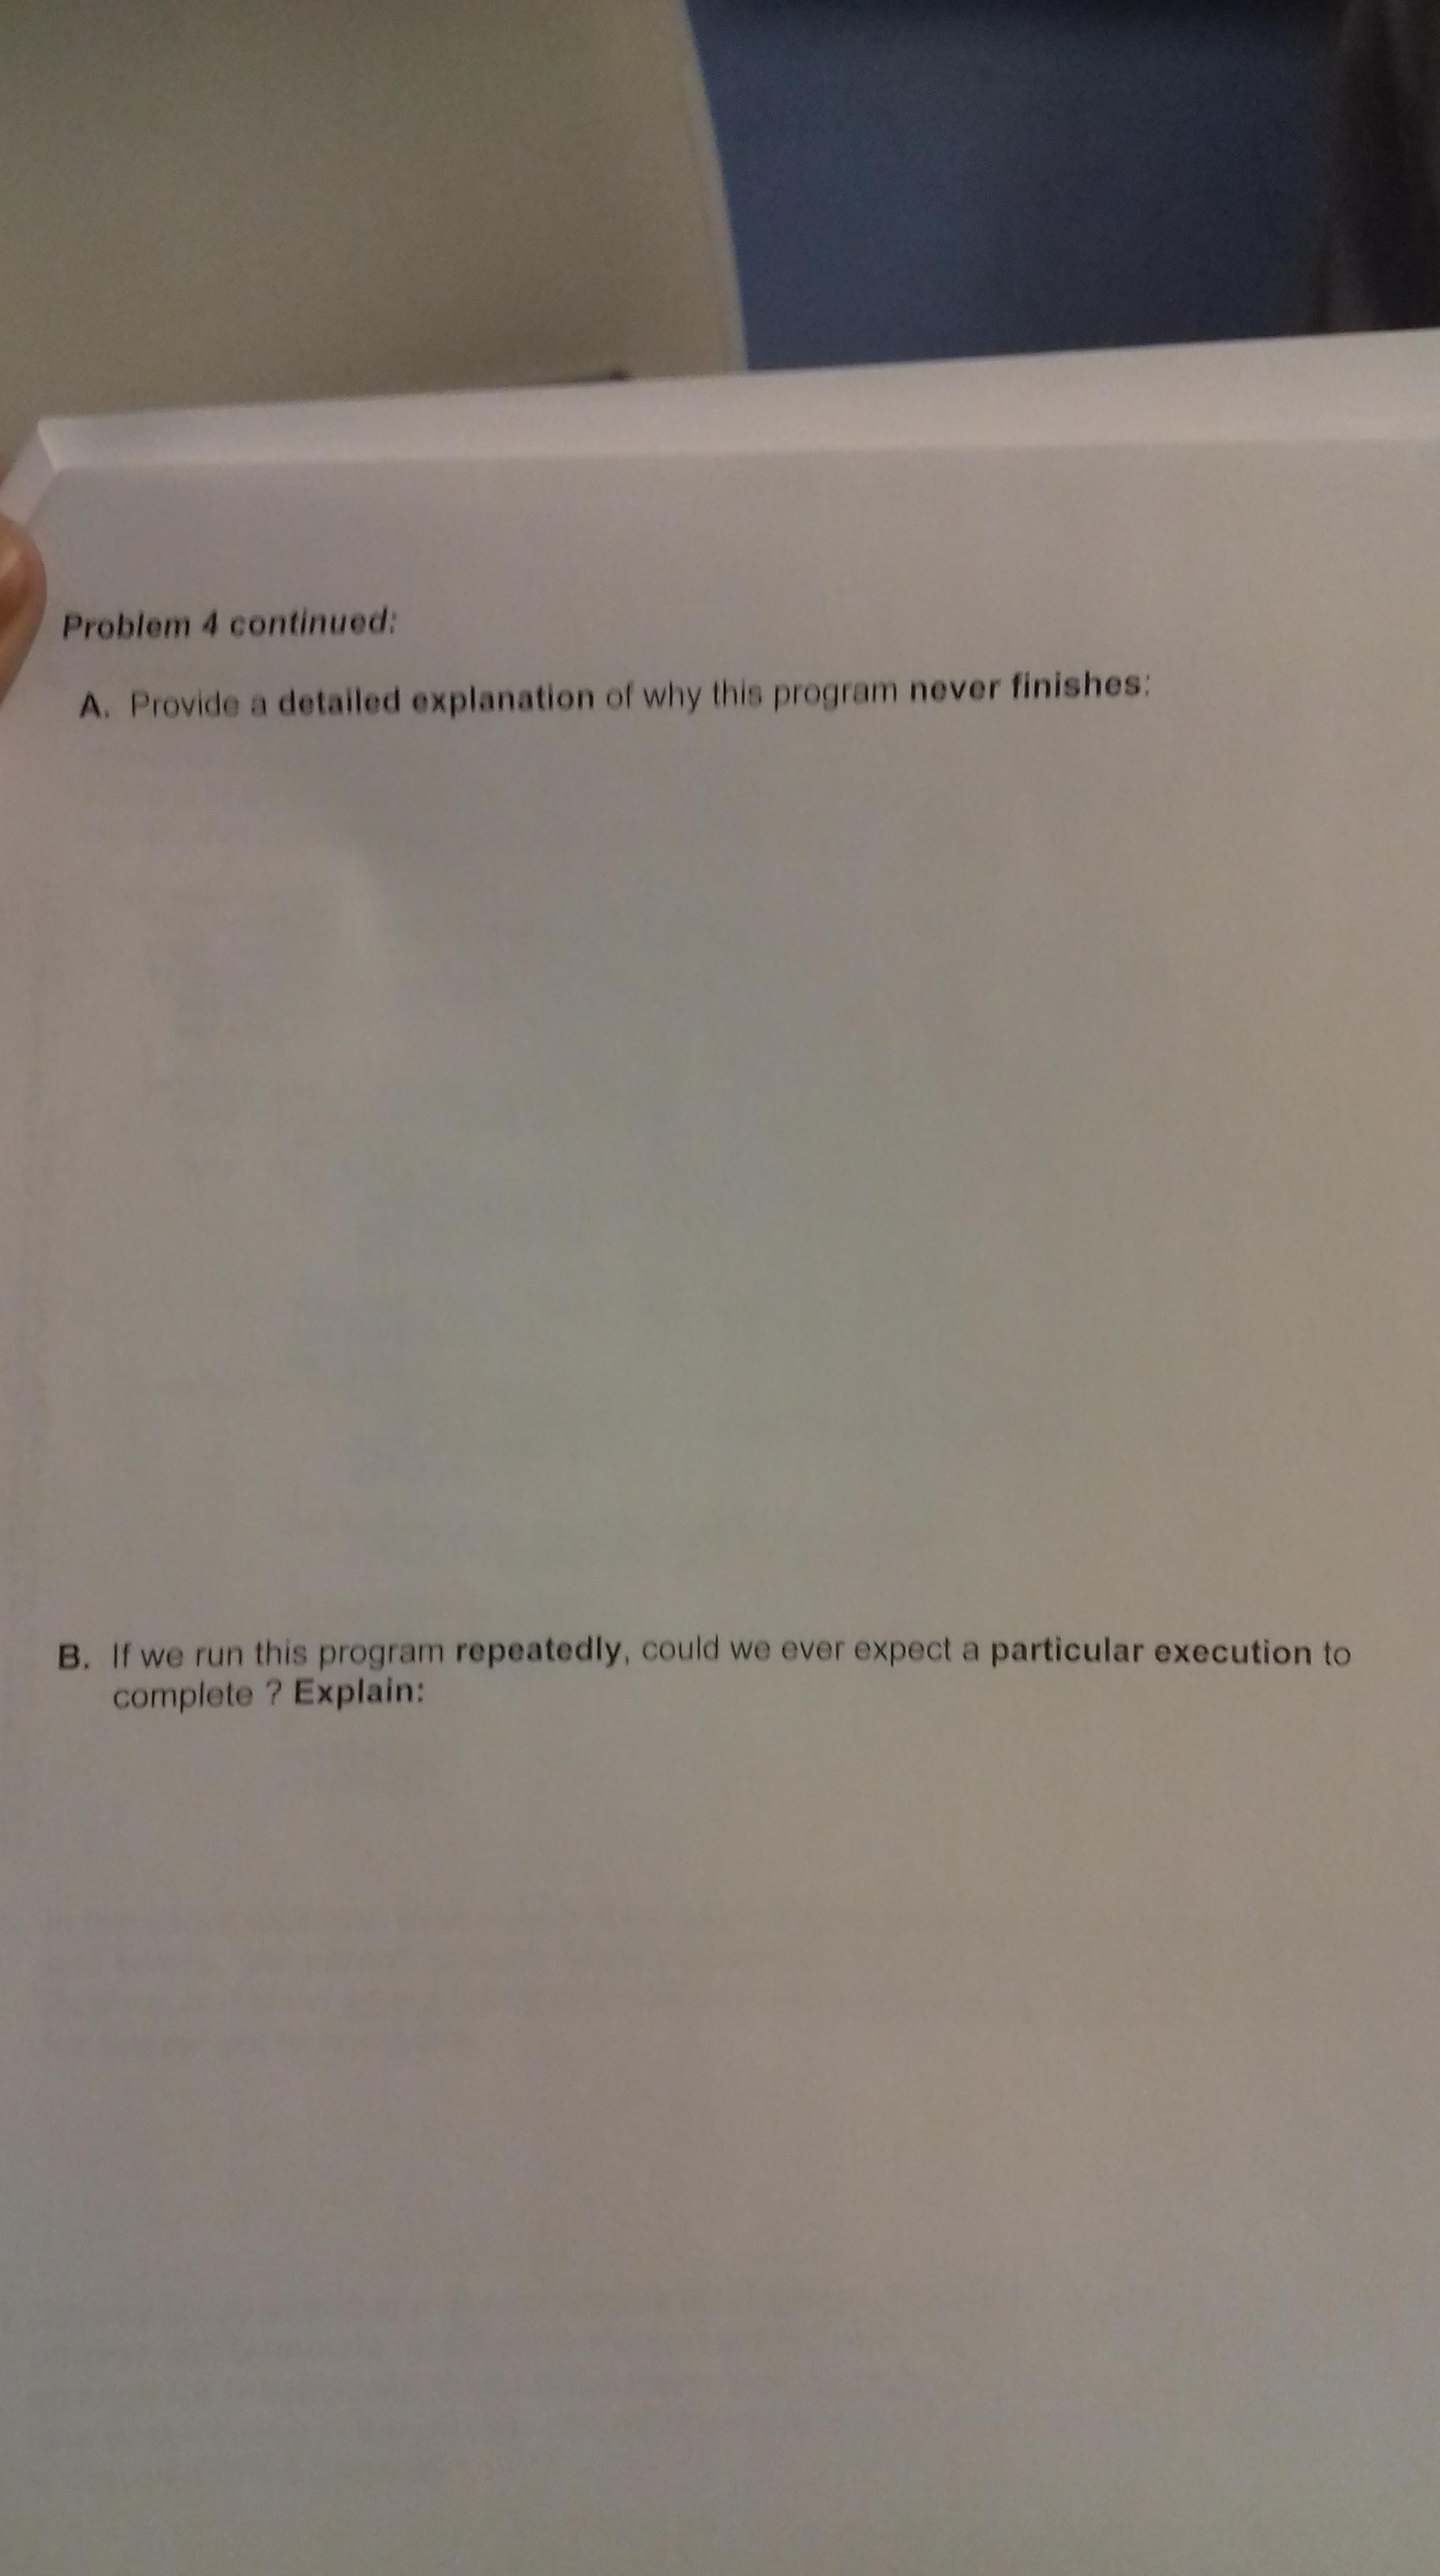 Problem 4 continued:
A. Provide a detailed explanation of why this program never finishes:
B. If we run this program repeatedly, could we ever expect a particular execution to
complete ? Explain: